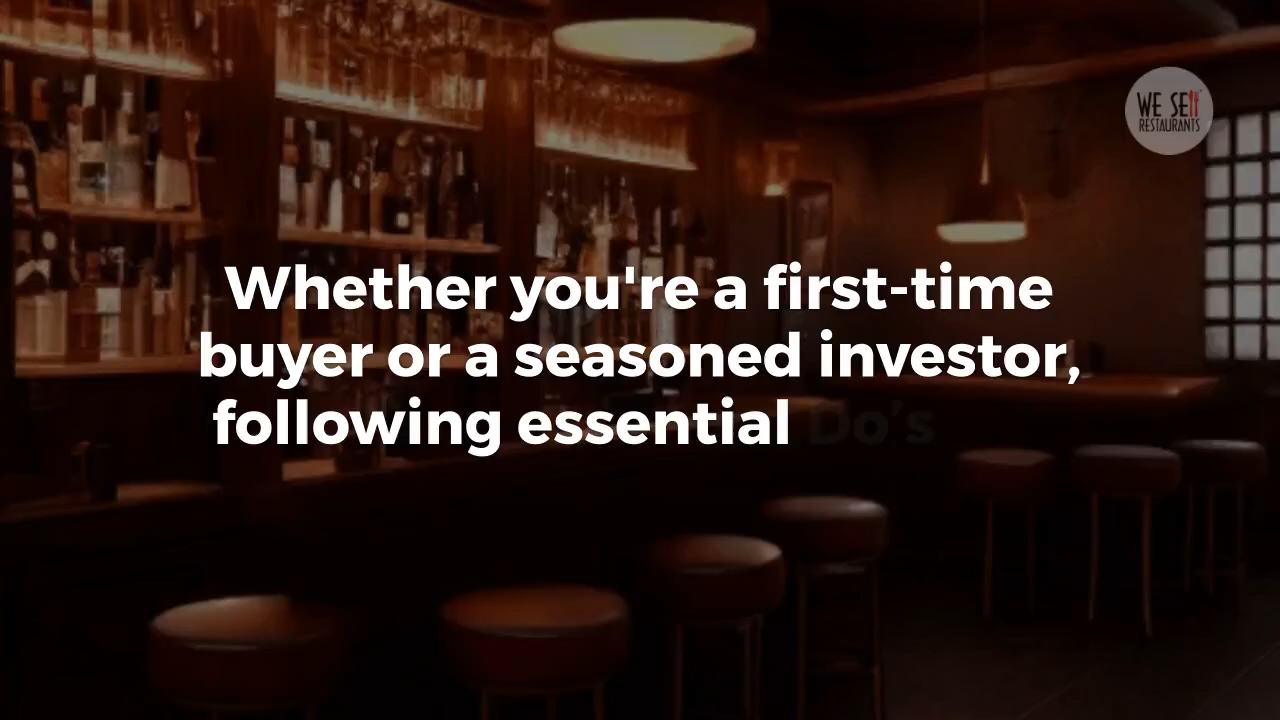 WE SELL
RESTAURANTS
Whether you're a first-time
buyer or a seasoned investor,
following essential Do’s